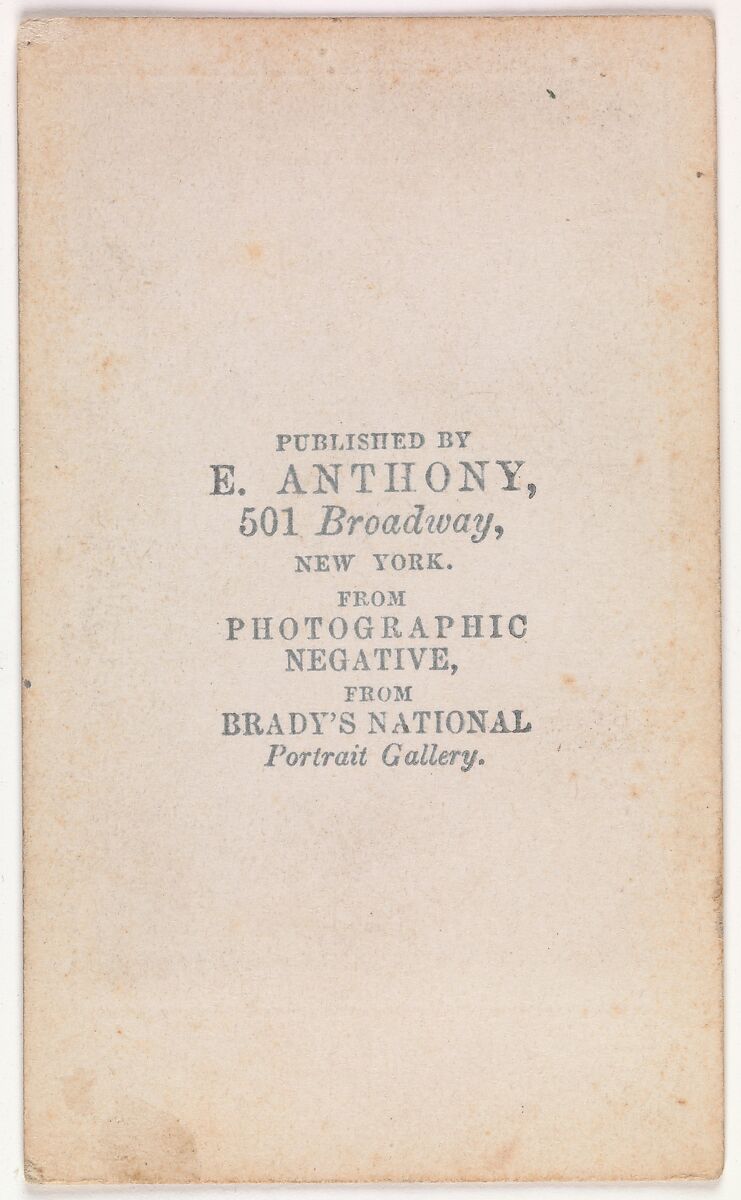 PUBLISHED BY
E. ANTHONY,
501 Broadway,
NEW YORK.
FROM
PHOTOGRAPHIC
NEGATIVE,
FROM
BRADY'S NATIONAL
Portrait Gallery.